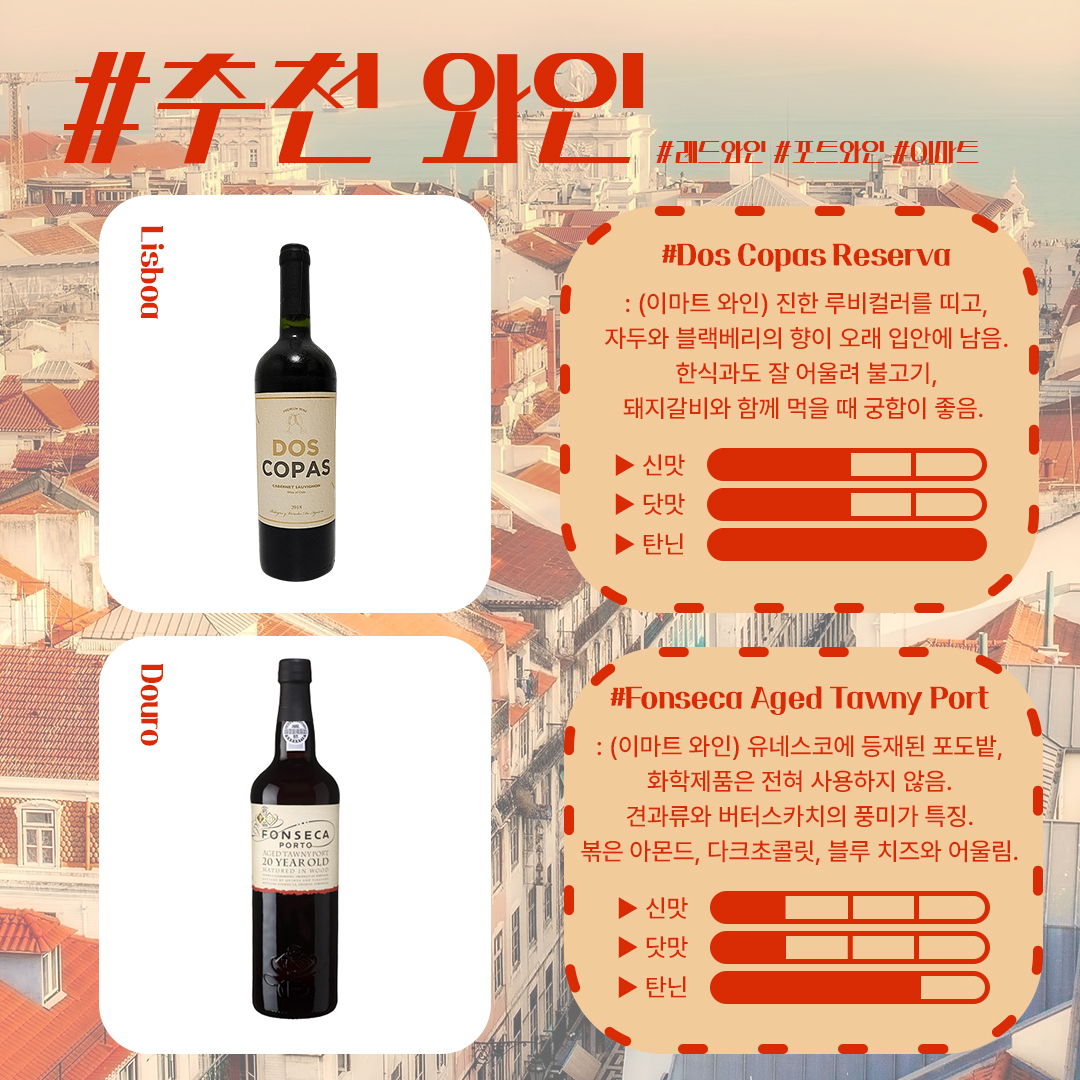 #추천 와인
#레드와인 #포트와인 #이마트
Lisboa
DOS
COPAS
CABERNET SAUVIGNON
2018
#Dos Copas Reserva
: (이마트 와인) 진한 루비컬러를 띠고,
자두와 블랙베리의 향이 오래 입안에 남음.
한식과도 잘 어울려 불고기,
돼지갈비와 함께 먹을 때 궁합이 좋음.
▶ 신맛
▶ 닷맛
▶ 탄닌
Douro
FONSECA
PORTO
AGED TAWNY PORT
20 YEAR OLD
MATURED IN WOOD
#Fonseca Aged Tawny Port
: (이마트 와인) 유네스코에 등재된 포도밭,
화학제품은 전혀 사용하지 않음.
견과류와 버터스카치의 풍미가 특징.
볶은 아몬드, 다크초콜릿, 블루 치즈와 어울림.
▶ 신맛
▶ 닷맛
▶ 탄닌